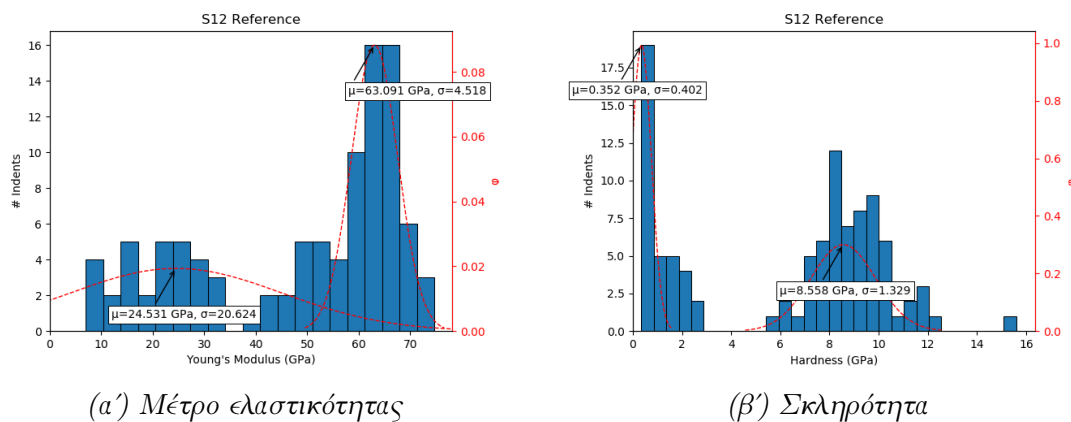 S12 Reference
16
14
12
10
8
6
4
2
0
# Indents
μ=63.091 GPa, σ=4.518
μ=24.531 GPa, σ=20.624
0.08
0.06
0.04
0.02
0.00
φ
0 10 20 30 40 50 60 70
Young's Modulus (GPa)
(α΄) Μέτρο ελαστικότητας
S12 Reference
17.5
15.0
12.5
10.0
7.5
5.0
2.5
0.0
# Indents
μ=0.352 GPa, σ=0.402
μ=8.558 GPa, σ=1.329
1.0
0.8
0.6
0.4
0.2
0.0
φ
0 2 4 6 8 10 12 14 16
Hardness (GPa)
(β΄) Σκληρότητα